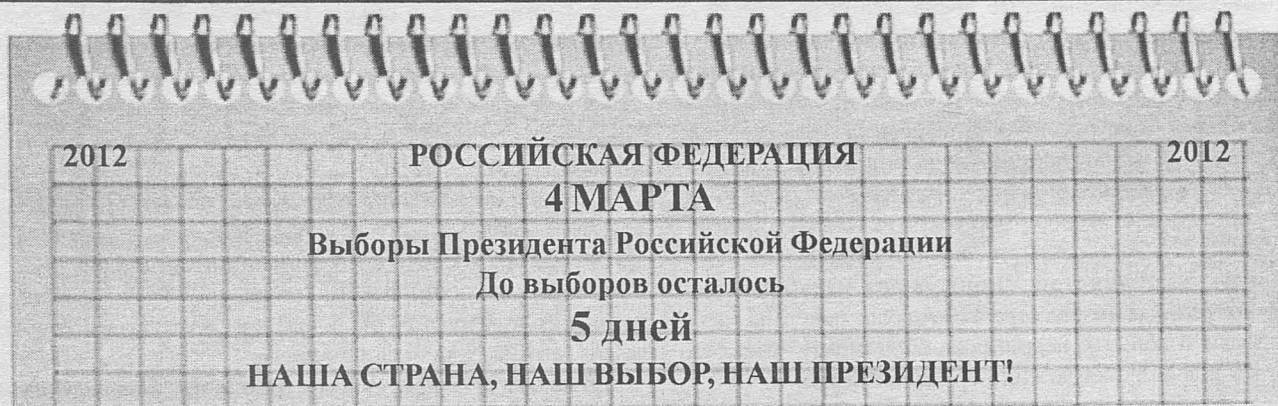 2012 РОССИЙСКАЯ ФЕДЕРАЦИЯ 2012
4 МАРТА
Выборы Президента Российской Федерации
До выборов осталось
5 дней
НАША СТРАНА, НАШ ВЫБОР, НАШ ПРЕЗИДЕНТ!